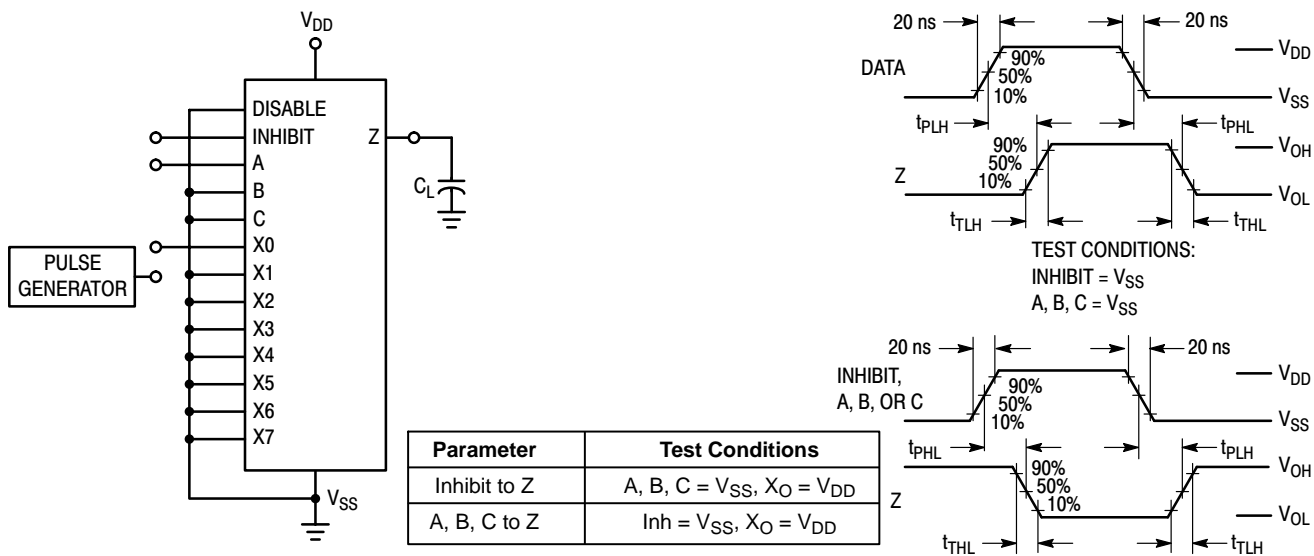 V_DD
DISABLE
INHIBIT
A
B
C
X0
X1
X2
X3
X4
X5
X6
X7
Z
C_L
PULSE
GENERATOR
V_SS
Parameter Test Conditions
Inhibit to Z A, B, C = V_SS, X_O = V_DD
A, B, C to Z Inh = V_SS, X_O = V_DD
20 ns 20 ns
DATA
90%
50%
10%
V_DD
V_SS
t_PLH t_PHL
Z
90%
50%
10%
V_OH
V_OL
t_TLH t_THL
TEST CONDITIONS:
INHIBIT = V_SS
A, B, C = V_SS
20 ns 20 ns
INHIBIT,
A, B, OR C
90%
50%
10%
V_DD
V_SS
t_PHL t_PLH
Z
90%
50%
10%
V_OH
V_OL
t_THL t_TLH